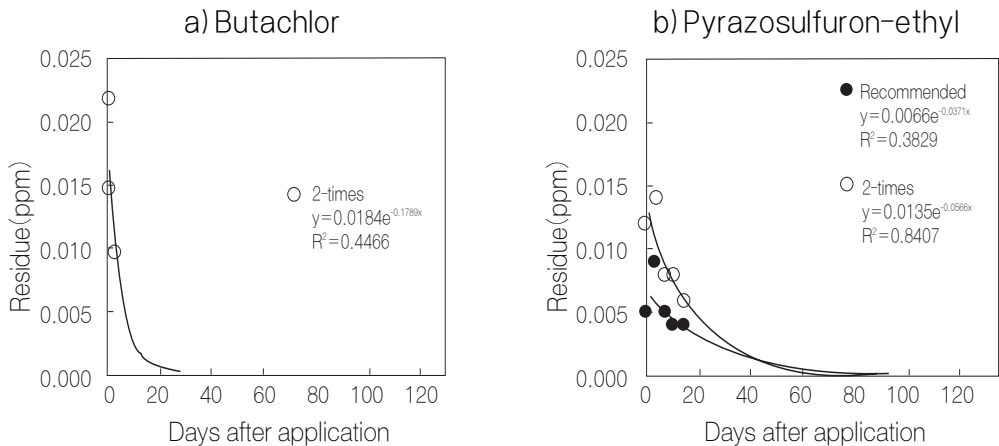 a) Butachlor
0.025
0.020
0.015
0.010
0.005
0.000
Residue(ppm)
2-times
y=0.0184e^-0.1789x
R²=0.4466
0 20 40 60 80 100 120
Days after application
b) Pyrazosulfuron-ethyl
0.025
0.020
0.015
0.010
0.005
0.000
Residue(ppm)
Recommended
y=0.0066e^-0.0371x
R²=0.3829
2-times
y=0.0135e^-0.0566x
R²=0.8407
0 20 40 60 80 100 120
Days after application